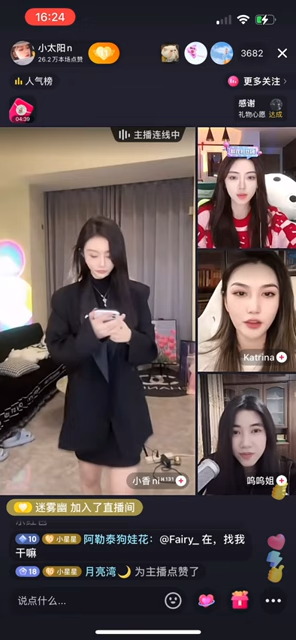 16:24
小太阳n
26.2万本场点赞
3682
人气榜
更多关注
04:39
感谢
礼物心愿 达成
主播连线中
Katrina
小香ni
呜呜姐
迷雾幽 加入了直播间
10 小星星 阿勒泰狗娃花：@Fairy_ 在，找我
干嘛
18 小星星 月亮湾🌙 为主播点赞了
说点什么...